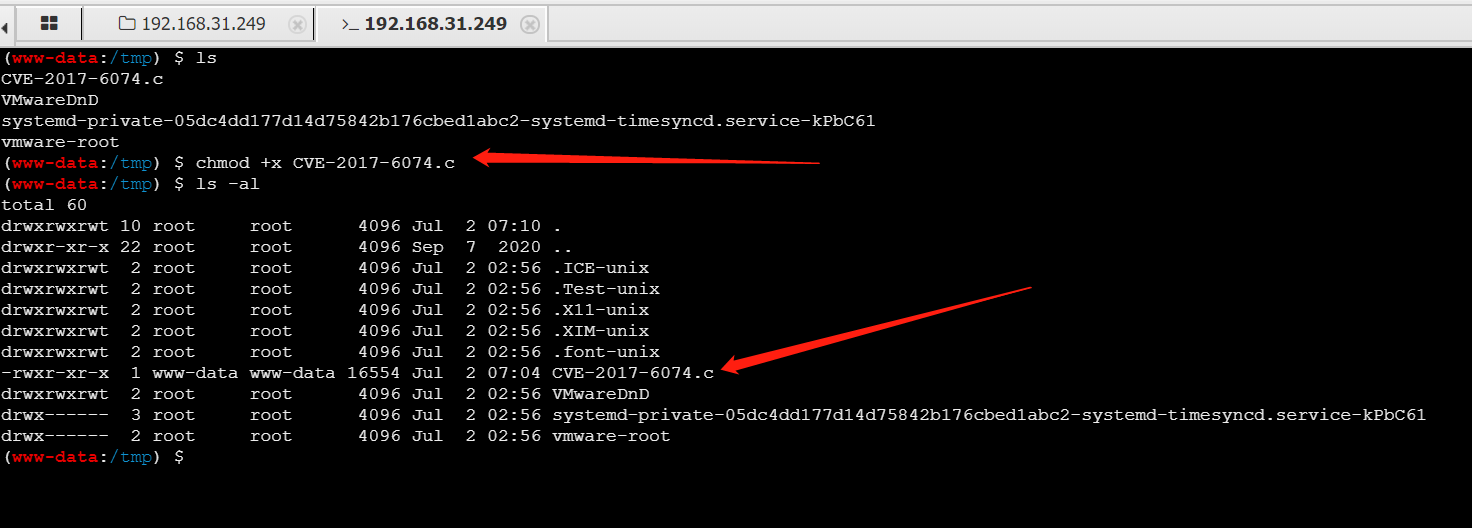 192.168.31.249 >_ 192.168.31.249
(www-data:/tmp) $ ls
CVE-2017-6074.c
VMwareDnD
systemd-private-05dc4dd177d14d75842b176cbed1abc2-systemd-timesyncd.service-kPbC61
vmware-root
(www-data:/tmp) $ chmod +x CVE-2017-6074.c
(www-data:/tmp) $ ls -al
total 60
drwxrwxrwt 10 root     root      4096 Jul  2 07:10 .
drwxr-xr-x 22 root     root      4096 Sep  7  2020 ..
drwxrwxrwt  2 root     root      4096 Jul  2 02:56 .ICE-unix
drwxrwxrwt  2 root     root      4096 Jul  2 02:56 .Test-unix
drwxrwxrwt  2 root     root      4096 Jul  2 02:56 .X11-unix
drwxrwxrwt  2 root     root      4096 Jul  2 02:56 .XIM-unix
drwxrwxrwt  2 root     root      4096 Jul  2 02:56 .font-unix
-rwxr-xr-x  1 www-data www-data 16554 Jul  2 07:04 CVE-2017-6074.c
drwxrwxrwt  2 root     root      4096 Jul  2 02:56 VMwareDnD
drwx------  3 root     root      4096 Jul  2 02:56 systemd-private-05dc4dd177d14d75842b176cbed1abc2-systemd-timesyncd.service-kPbC61
drwx------  2 root     root      4096 Jul  2 02:56 vmware-root
(www-data:/tmp) $